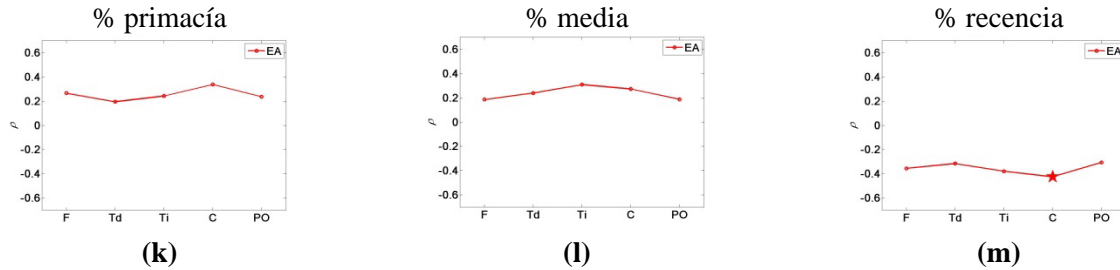 % primacía
EA
0.6
0.4
0.2
0
-0.2
-0.4
-0.6
ρ
F Td Ti C PO
(k)
% media
EA
0.6
0.4
0.2
0
-0.2
-0.4
-0.6
ρ
F Td Ti C PO
(l)
% recencia
EA
0.6
0.4
0.2
0
-0.2
-0.4
-0.6
ρ
F Td Ti C PO
(m)